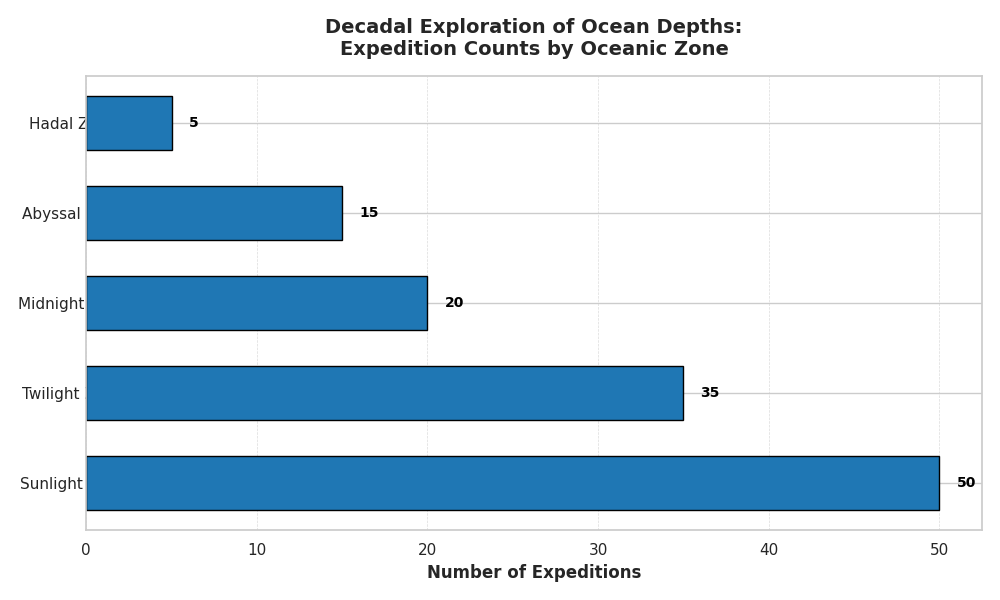 Decadal Exploration of Ocean Depths:
Expedition Counts by Oceanic Zone
Hadal Z
5
Abyssal
15
Midnight
20
Twilight
35
Sunlight
50
0 10 20 30 40 50
Number of Expeditions